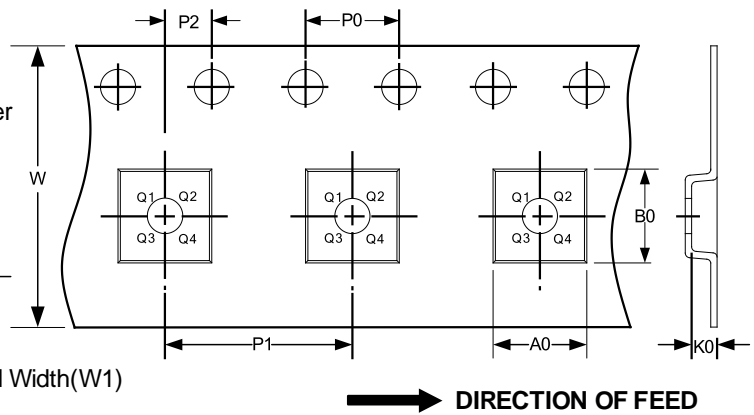 P2 P0
er
W
Q1 Q2 Q1 Q2 Q1 Q2
B0
Q3 Q4 Q3 Q4 Q3 Q4
P1 A0 K0
l Width(W1)
DIRECTION OF FEED